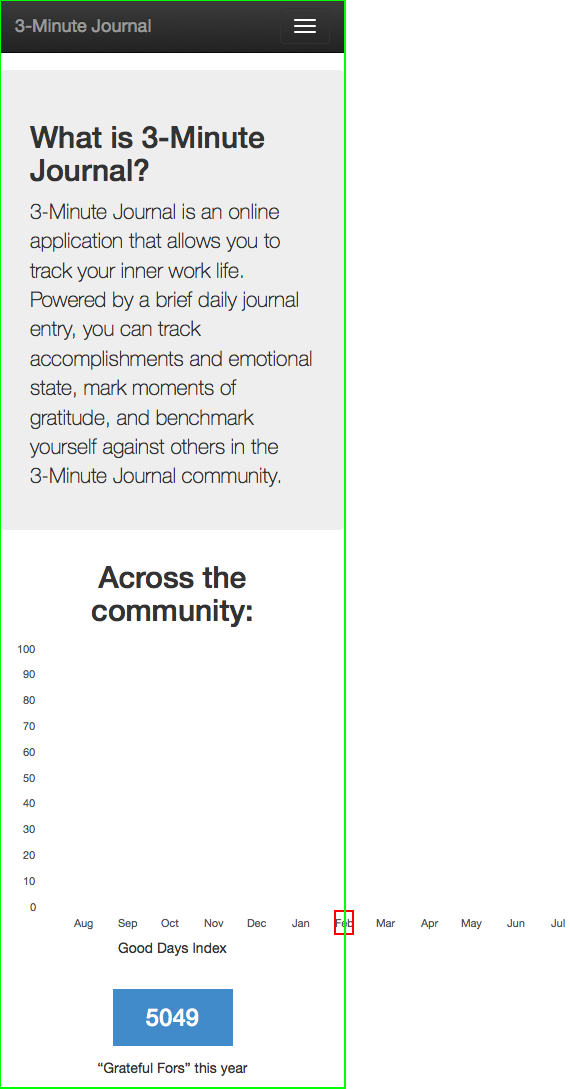 3-Minute Journal
What is 3-Minute
Journal?
3-Minute Journal is an online
application that allows you to
track your inner work life.
Powered by a brief daily journal
entry, you can track
accomplishments and emotional
state, mark moments of
gratitude, and benchmark
yourself against others in the
3-Minute Journal community.
Across the
community:
100
90
80
70
60
50
40
30
20
10
0
Aug Sep Oct Nov Dec Jan Feb Mar Apr May Jun Jul
Good Days Index
5049
“Grateful Fors” this year